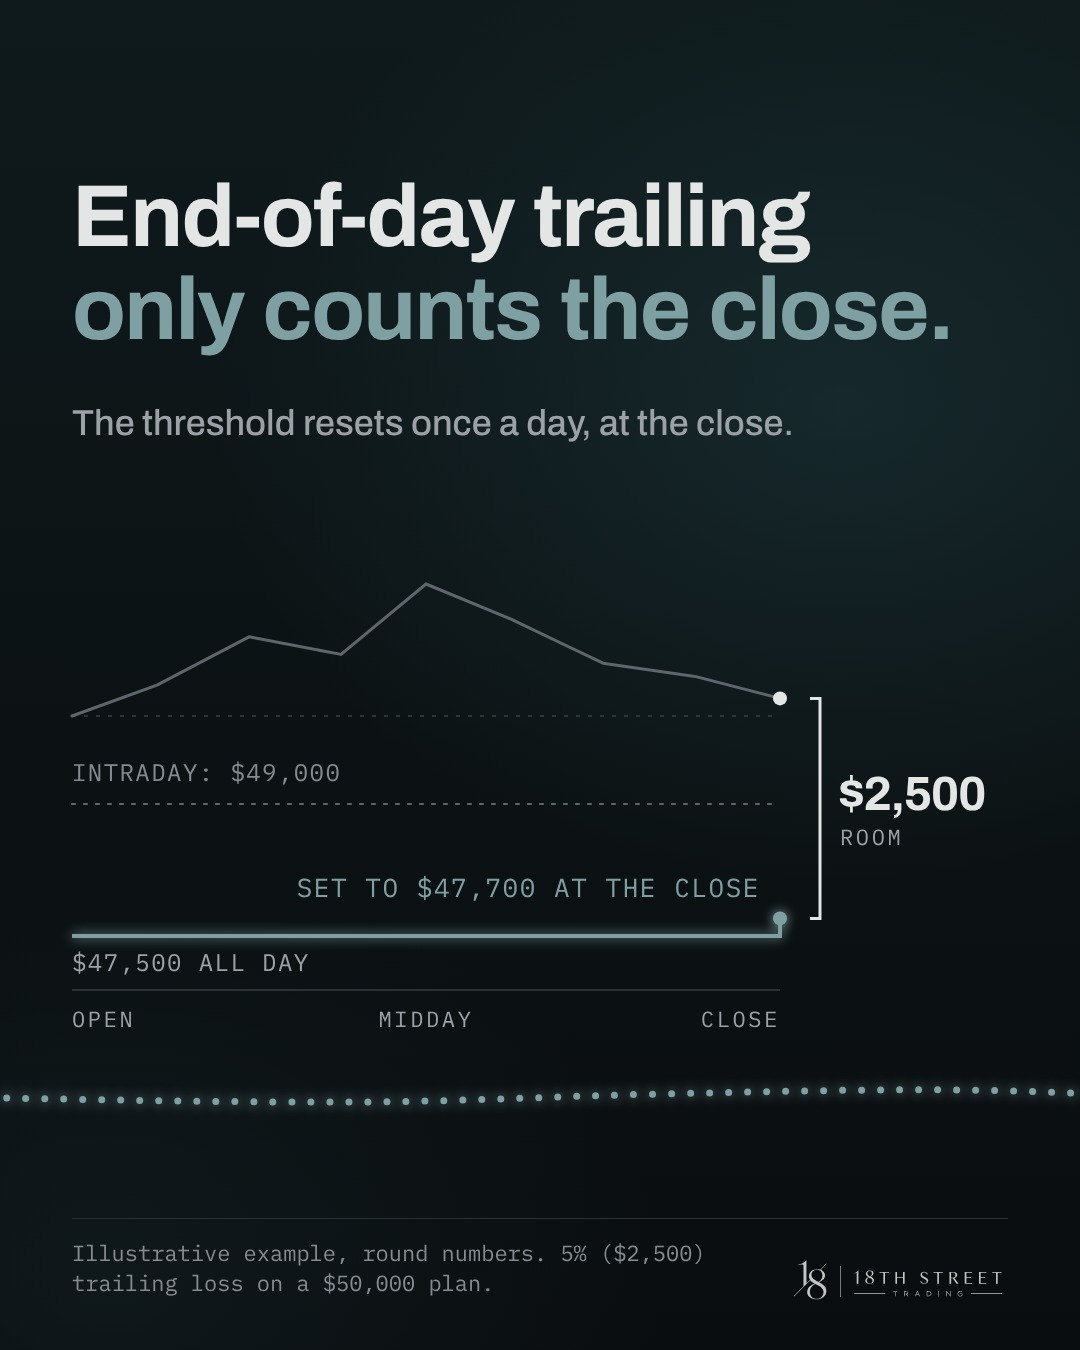 End-of-day trailing
only counts the close.
The threshold resets once a day, at the close.
INTRADAY: $49,000
$2,500
ROOM
SET TO $47,700 AT THE CLOSE
$47,500 ALL DAY
OPEN MIDDAY CLOSE
Illustrative example, round numbers. 5% ($2,500)
trailing loss on a $50,000 plan.
18 18TH STREET
TRADING